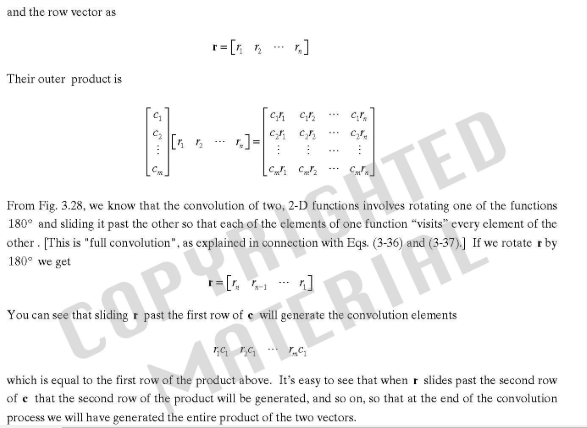 and the row vector as
r = [r₁ r₂ ⋯ rₙ]
Their outer product is
[c₁ c₂ ⋮ cₘ] [r₁ r₂ ⋯ rₙ] = [c₁r₁ c₁r₂ ⋯ c₁rₙ
c₂r₁ c₂r₂ ⋯ c₂rₙ
⋮ ⋮ ⋯ ⋮
cₘr₁ cₘr₂ ⋯ cₘrₙ]
From Fig. 3.28, we know that the convolution of two, 2-D functions involves rotating one of the functions
180° and sliding it past the other so that each of the elements of one function “visits” every element of the
other . [This is "full convolution", as explained in connection with Eqs. (3-36) and (3-37).] If we rotate r by
180° we get
r = [rₙ rₙ₋₁ ⋯ r₁]
You can see that sliding r past the first row of c will generate the convolution elements
r₁c₁ r₂c₁ ⋯ rₘc₁
which is equal to the first row of the product above. It’s easy to see that when r slides past the second row
of c that the second row of the product will be generated, and so on, so that at the end of the convolution
process we will have generated the entire product of the two vectors.
COPYRIGHTED
MATERIAL